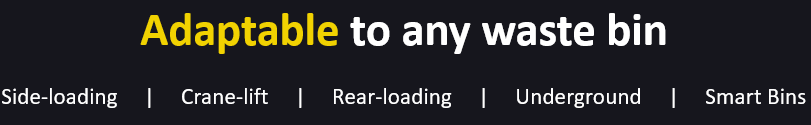 Adaptable to any waste bin
Side-loading | Crane-lift | Rear-loading | Underground | Smart Bins